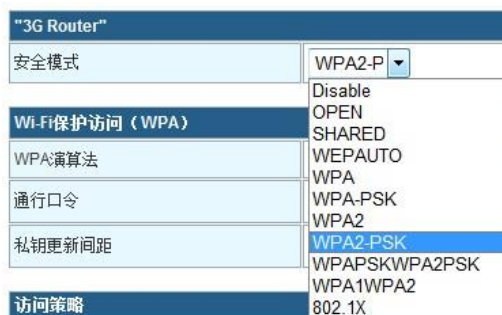 "3G Router"
安全模式 WPA2-P
Disable
OPEN
SHARED
WEPAUTO
WPA
WPA-PSK
WPA2
WPA2-PSK
WPAPSKWPA2PSK
WPA1WPA2
802.1X
Wi-Fi保护访问（WPA）
WPA演算法
通行口令
私钥更新间距
访问策略